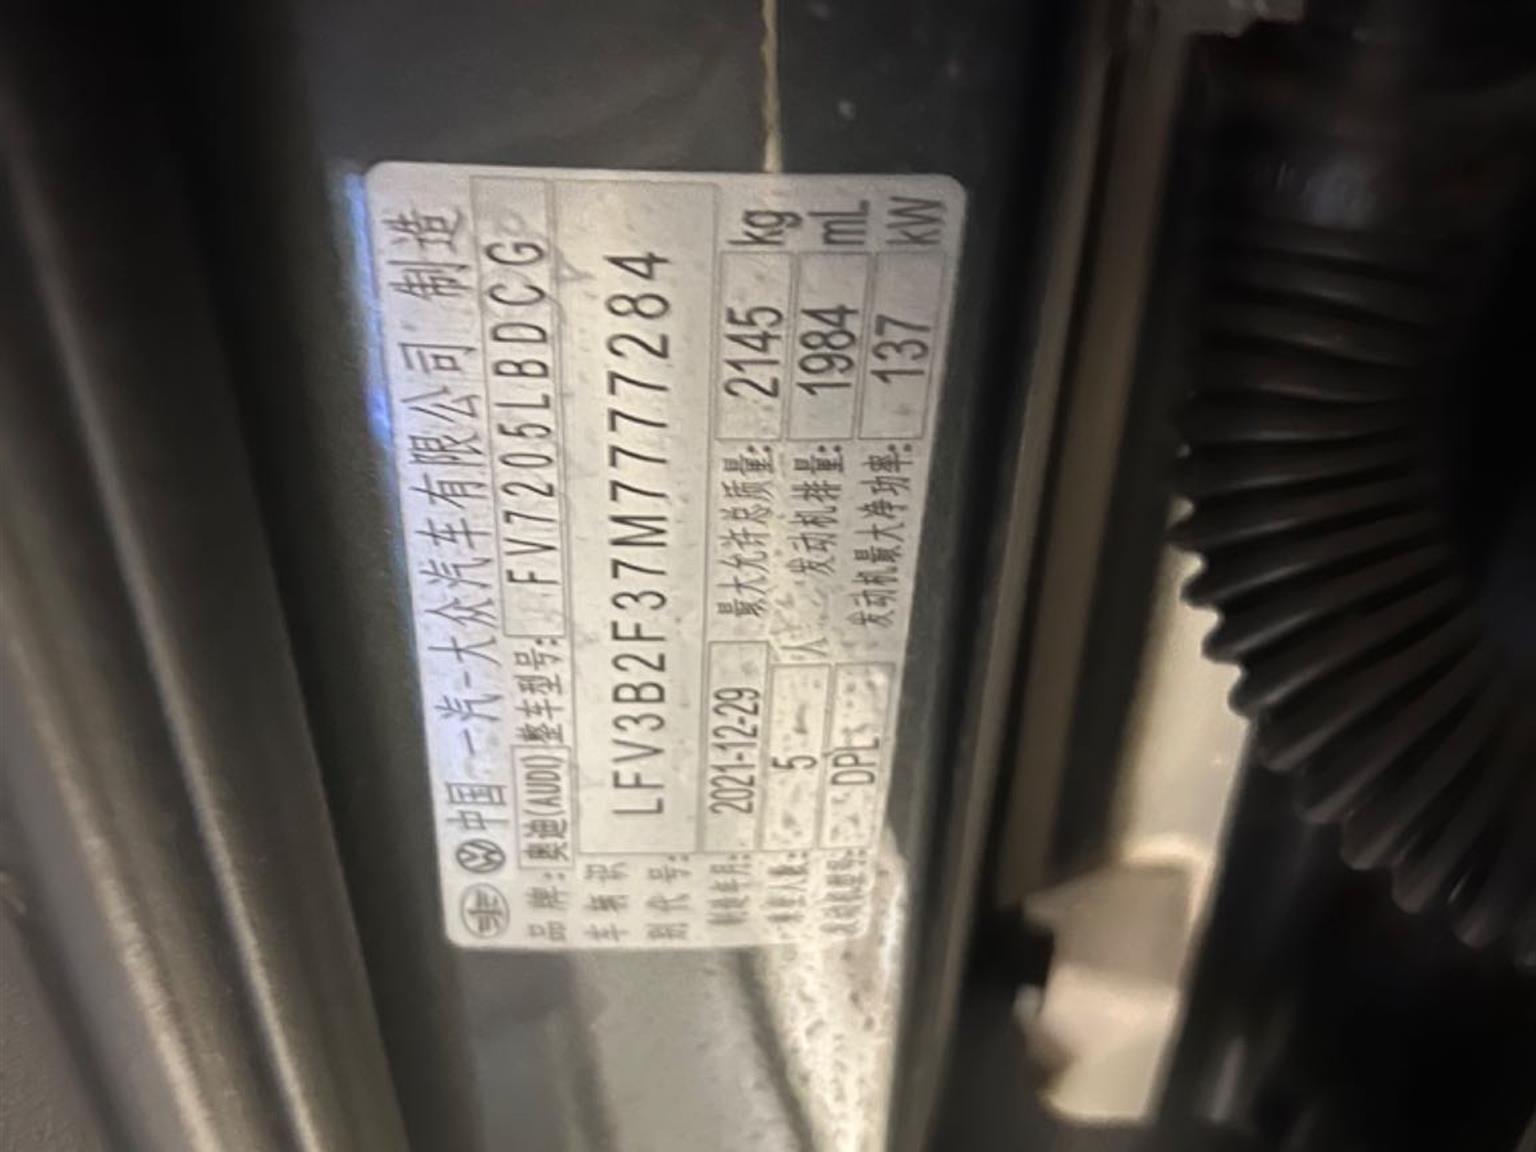 中国一汽-大众汽车有限公司 制造
品牌: 奥迪(AUDI) 整车型号: FV7205LBDCG
车辆识别代号: LFV3B2F37M7777284
制造年月: 2021-12-29 最大允许总质量: 2145 kg
乘坐人数: 5 人 发动机排量: 1984 mL
发动机型号: DPL 发动机最大净功率: 137 kW